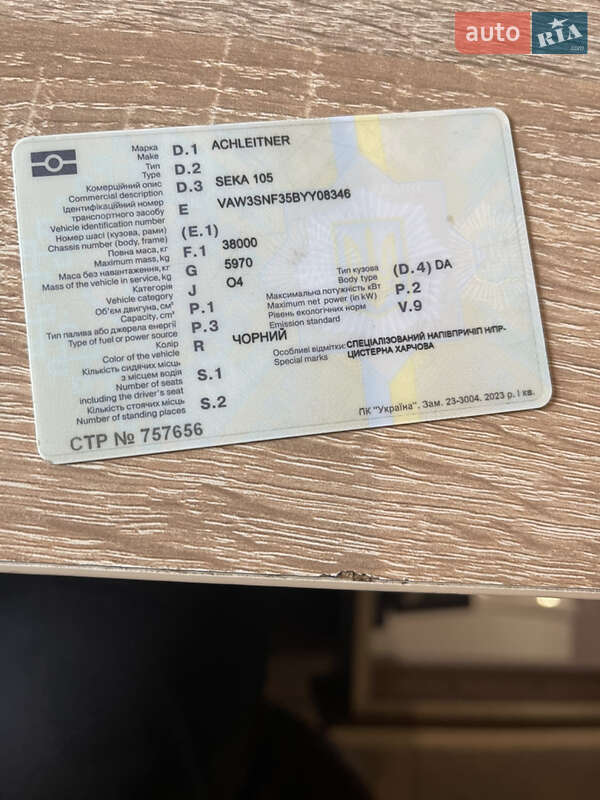 auto RIA.com
Марка
Make
D.1 ACHLEITNER
Тип
Type
D.2
Комерційний опис
Commercial description
D.3 SEKA 105
Ідентифікаційний номер
транспортного засобу
Vehicle identification number
E VAW3SNF35BYY08346
Номер шасі (кузова, рами)
Chassis number (body, frame)
(E.1)
Повна маса, кг
Maximum mass, kg
F.1 38000
Маса без навантаження, кг
Mass of the vehicle in service, kg
G 5970
Категорія
Vehicle category
J O4
Об'єм двигуна, см³
Capacity, cm³
P.1
Тип палива або джерела енергії
Type of fuel or power source
P.3
Колір
Color of the vehicle
R ЧОРНИЙ
Кількість сидячих місць
з місцем водія
Number of seats
including the driver's seat
S.1
Кількість стоячих місць
Number of standing places
S.2
Тип кузова
Body type
(D.4) DA
Максимальна потужність кВт
Maximum net power (in kW)
P.2
Рівень екологічних норм
Emission standard
V.9
Особливі відмітки:
Special marks
СПЕЦІАЛІЗОВАНИЙ НАПІВПРИЧІП Н/ПР-
ЦИСТЕРНА ХАРЧОВА
СТР № 757656
ПК "Україна". Зам. 23-3004. 2023 р. I кв.